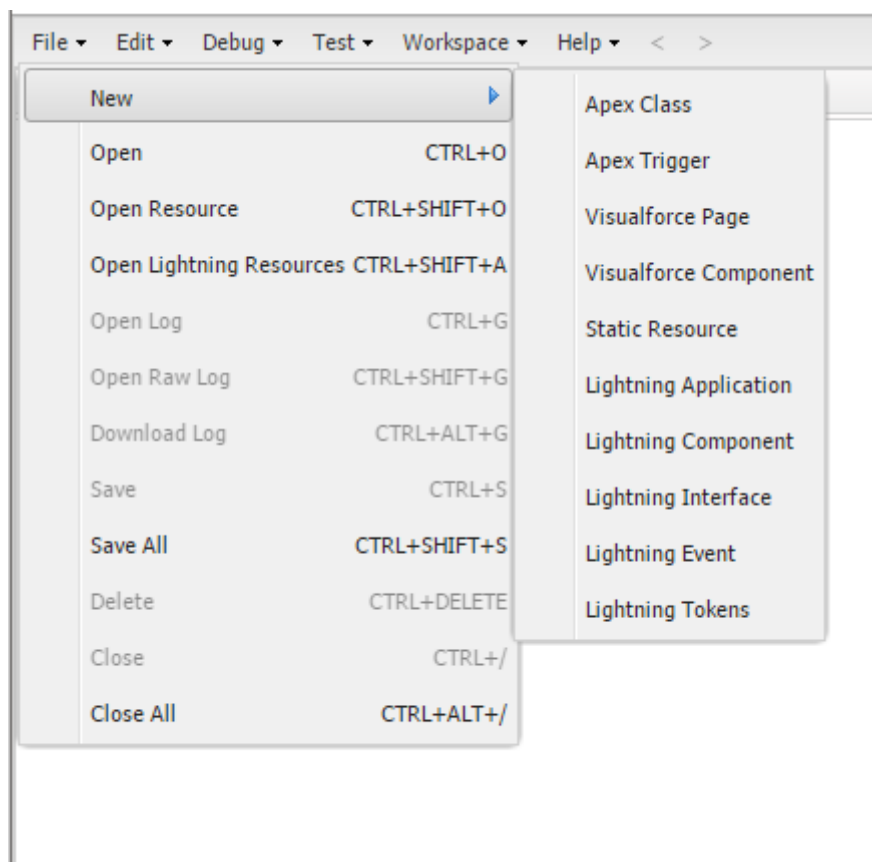 File Edit Debug Test Workspace Help < >
New
Open CTRL+O
Open Resource CTRL+SHIFT+O
Open Lightning Resources CTRL+SHIFT+A
Open Log CTRL+G
Open Raw Log CTRL+SHIFT+G
Download Log CTRL+ALT+G
Save CTRL+S
Save All CTRL+SHIFT+S
Delete CTRL+DELETE
Close CTRL+/
Close All CTRL+ALT+/
Apex Class
Apex Trigger
Visualforce Page
Visualforce Component
Static Resource
Lightning Application
Lightning Component
Lightning Interface
Lightning Event
Lightning Tokens